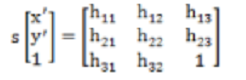 s [x' y' 1] = [h₁₁ h₁₂ h₁₃
h₂₁ h₂₂ h₂₃
h₃₁ h₃₂ 1]